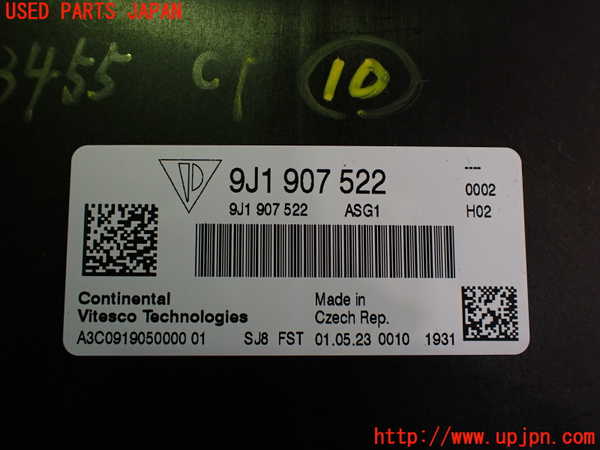 USED PARTS JAPAN
3455 C1 10
9J1 907 522
----
0002
9J1 907 522 ASG1 H02
Continental
Vitesco Technologies
Made in
Czech Rep.
A3C0919050000 01 SJ8 FST 01.05.23 0010 1931
http://www.upjpn.com/